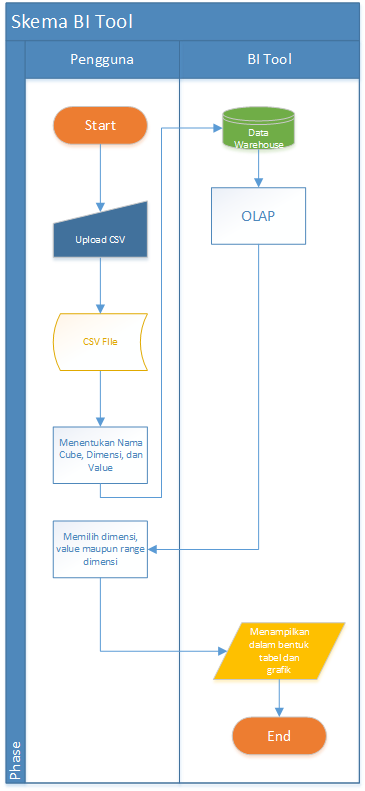 Skema BI Tool
Pengguna
BI Tool
Start
Data
Warehouse
Upload CSV
OLAP
CSV File
Menentukan Nama
Cube, Dimensi, dan
Value
Memilih dimensi,
value maupun range
dimensi
Menampilkan
dalam bentuk
tabel dan
grafik
End
Phase